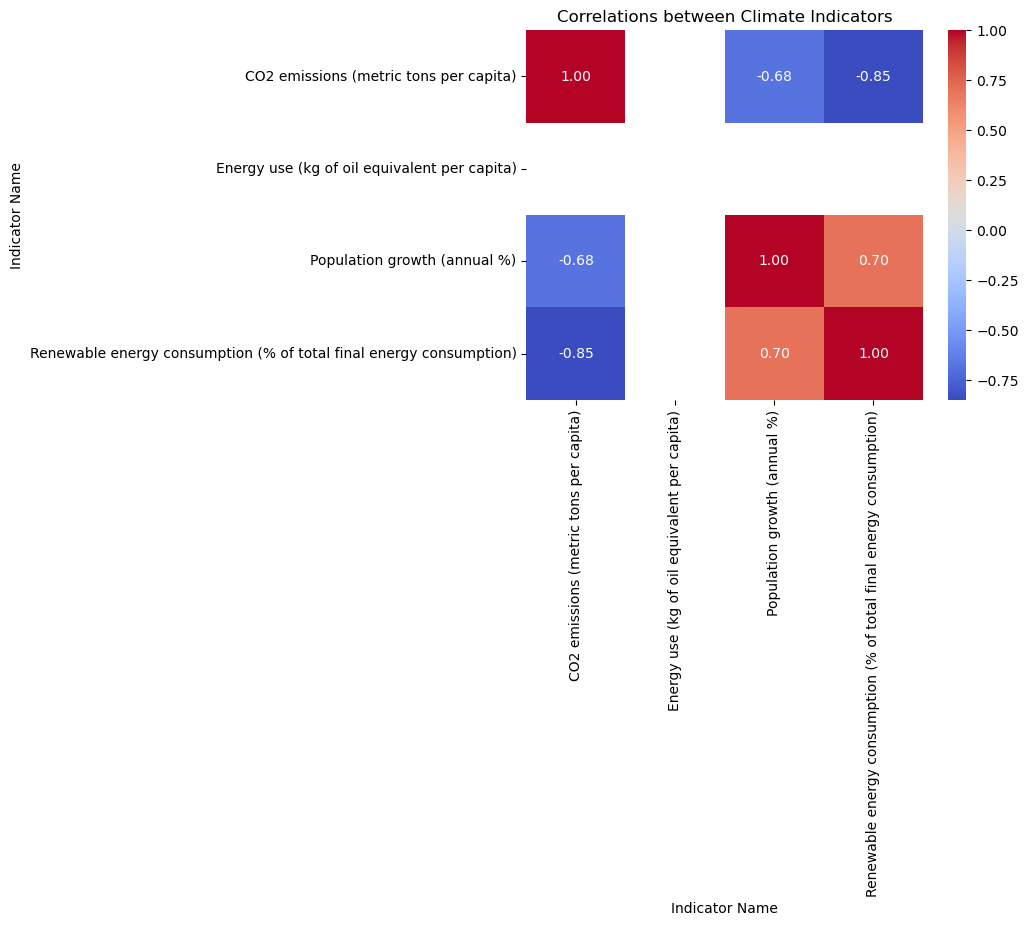 Correlations between Climate Indicators
CO2 emissions (metric tons per capita)
Energy use (kg of oil equivalent per capita)
Population growth (annual %)
Renewable energy consumption (% of total final energy consumption)
Indicator Name
1.00
-0.68
-0.85
-0.68
1.00
0.70
-0.85
0.70
1.00
CO2 emissions (metric tons per capita)
Energy use (kg of oil equivalent per capita)
Population growth (annual %)
Renewable energy consumption (% of total final energy consumption)
Indicator Name
1.00
0.75
0.50
0.25
0.00
−0.25
−0.50
−0.75